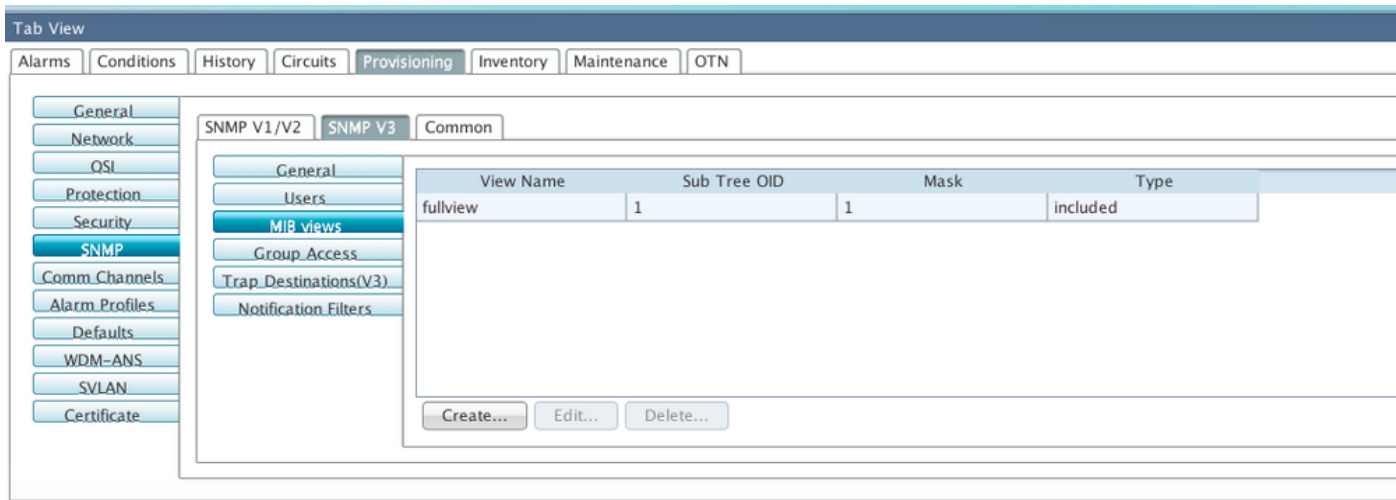 Tab View
Alarms Conditions History Circuits Provisioning Inventory Maintenance OTN
General
Network
OSI
Protection
Security
SNMP
Comm Channels
Alarm Profiles
Defaults
WDM-ANS
SVLAN
Certificate
SNMP V1/V2 SNMP V3 Common
General
Users
MIB views
Group Access
Trap Destinations(V3)
Notification Filters
View Name Sub Tree OID Mask Type
fullview 1 1 included
Create... Edit... Delete...